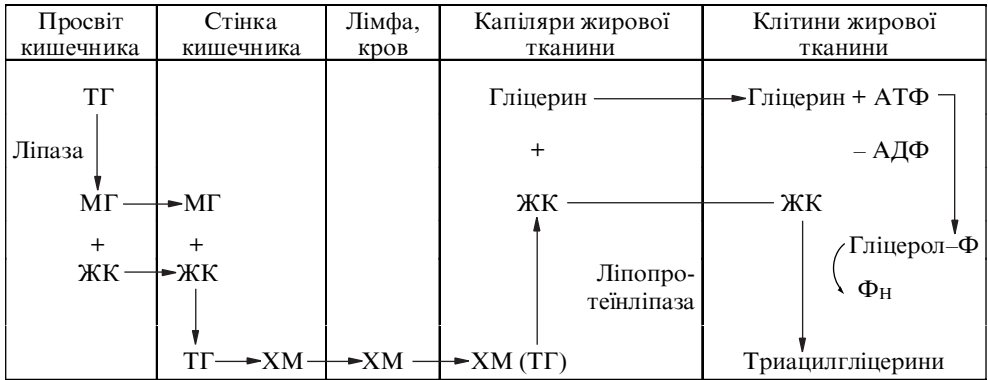 Просвіт кишечника
Стінка кишечника
Лімфа, кров
Капіляри жирової тканини
Клітини жирової тканини
ТГ
Гліцерин
Гліцерин + АТФ
Ліпаза
+
– АДФ
МГ
МГ
ЖК
ЖК
+
+
Гліцерол–Ф
ЖК
ЖК
Ліпопро-
теїнліпаза
Фн
ТГ
ХМ
ХМ
ХМ (ТГ)
Триацилгліцерини